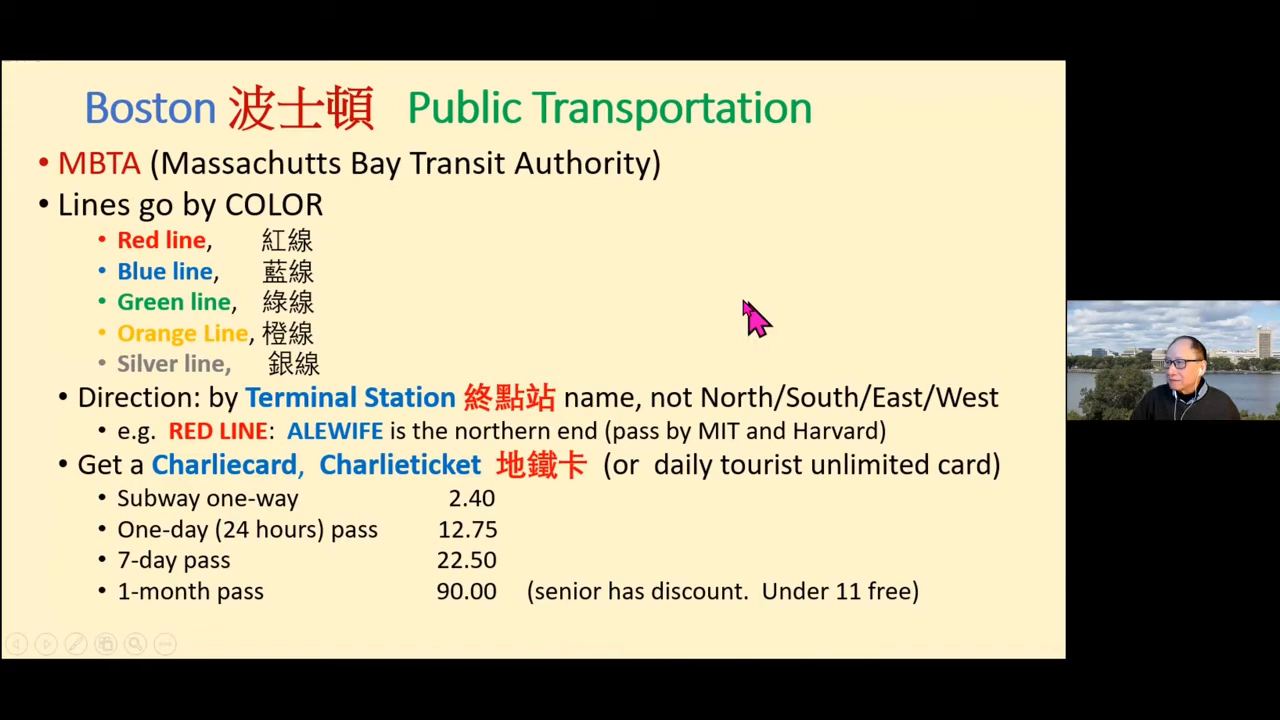 Boston 波士頓 Public Transportation
• MBTA (Massachutts Bay Transit Authority)
• Lines go by COLOR
• Red line, 紅線
• Blue line, 藍線
• Green line, 綠線
• Orange Line, 橙線
• Silver line, 銀線
• Direction: by Terminal Station 終點站 name, not North/South/East/West
• e.g. RED LINE: ALEWIFE is the northern end (pass by MIT and Harvard)
• Get a Charliecard, Charlieticket 地鐵卡 (or daily tourist unlimited card)
• Subway one-way 2.40
• One-day (24 hours) pass 12.75
• 7-day pass 22.50
• 1-month pass 90.00 (senior has discount. Under 11 free)